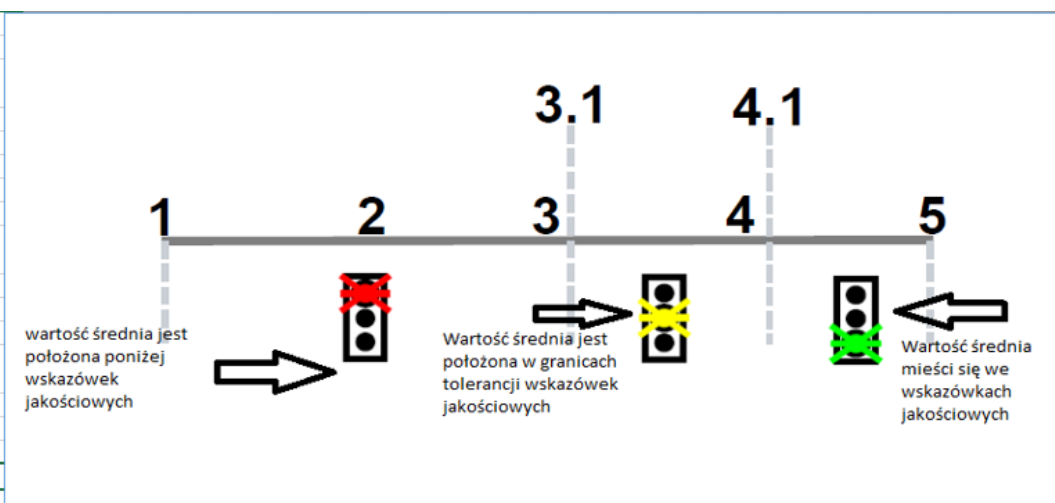 3.1
4.1
1
2
3
4
5
wartość średnia jest
położona poniżej
wskazówek
jakościowych
Wartość średnia jest
położona w granicach
tolerancji wskazówek
jakościowych
Wartość średnia
mieści się we
wskazówkach
jakościowych